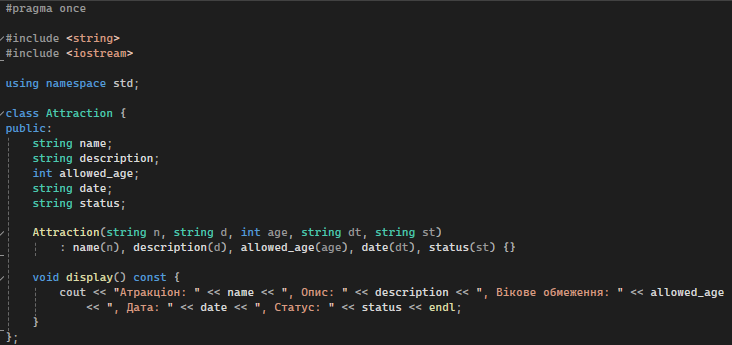 #pragma once
#include <string>
#include <iostream>
using namespace std;
class Attraction {
public:
string name;
string description;
int allowed_age;
string date;
string status;
Attraction(string n, string d, int age, string dt, string st)
: name(n), description(d), allowed_age(age), date(dt), status(st) {}
void display() const {
cout << "Атракціон: " << name << ", Опис: " << description << ", Вікове обмеження: " << allowed_age
<< ", Дата: " << date << ", Статус: " << status << endl;
}
};